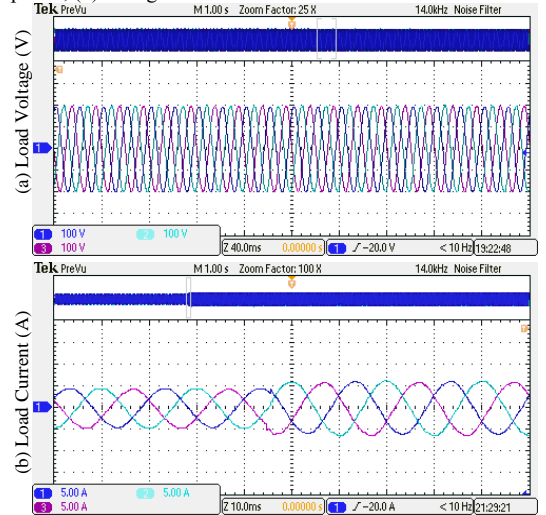 Tek PreVu M 1.00 s Zoom Factor: 25 X 14.0kHz Noise Filter
(a) Load Voltage (V)
1 100 V 2 100 V
3 100 V Z 40.0ms 0.00000 s 1 -20.0 V < 10 Hz 19:22:48
Tek PreVu M 1.00 s Zoom Factor: 100 X 14.0kHz Noise Filter
(b) Load Current (A)
1 5.00 A 2 5.00 A
3 5.00 A Z 10.0ms 0.00000 s 1 -20.0 A < 10 Hz 21:29:21